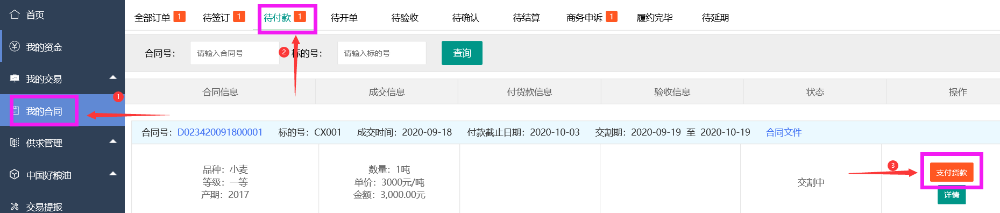 首页
我的资金
我的交易
我的合同
1
供求管理
中国好粮油
交易提报
全部订单 1 待签订 1 待付款 1 待开单 待验收 待确认 待结算 商务申诉 1 履约完毕 待延期
合同号： 请输入合同号 2 标的号： 请输入标的号 查询
合同信息 成交信息 付货款信息 验收信息 状态 操作
合同号：D023420091800001 标的号：CX001 成交时间：2020-09-18 付款截止日期：2020-10-03 交割期：2020-09-19 至 2020-10-19 合同文件
品种：小麦
等级：一等
产期：2017
数量：1吨
单价：3000元/吨
金额：3,000.00元
交割中
3
支付货款
详情